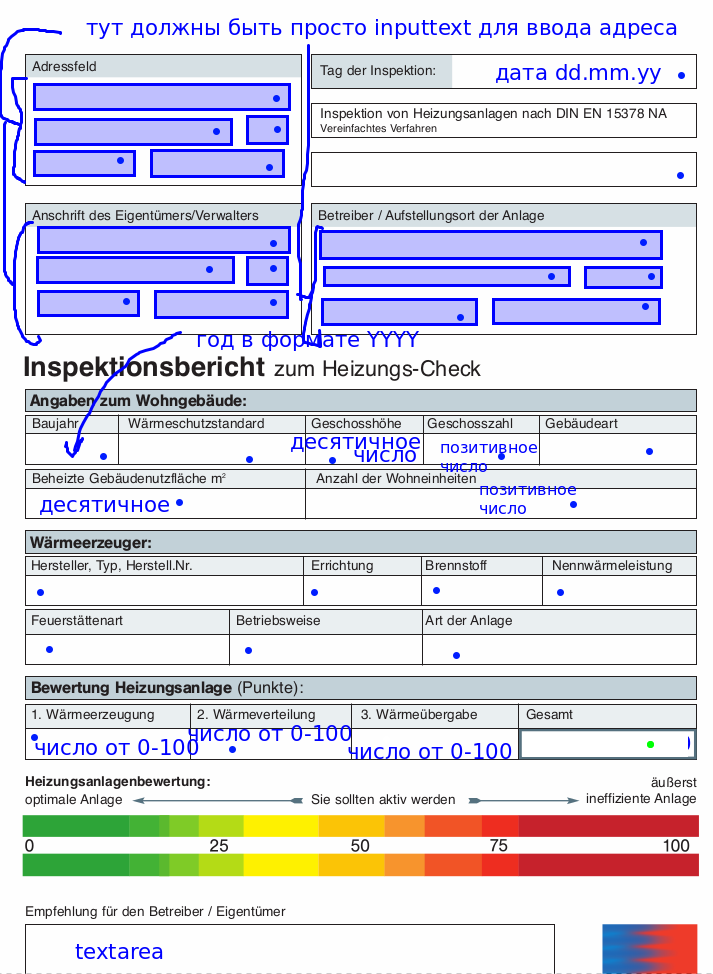 тут должны быть просто inputtext для ввода адреса
Adressfeld
Tag der Inspektion:
дата dd.mm.yy
Inspektion von Heizungsanlagen nach DIN EN 15378 NA
Vereinfachtes Verfahren
Anschrift des Eigentümers/Verwalters
Betreiber / Aufstellungsort der Anlage
год в формате YYYY
Inspektionsbericht zum Heizungs-Check
Angaben zum Wohngebäude:
Baujahr
Wärmeschutzstandard
Geschosshöhe
Geschosszahl
Gebäudeart
десятичное
число
позитивное
число
Beheizte Gebäudenutzfläche m²
Anzahl der Wohneinheiten
десятичное
позитивное
число
Wärmeerzeuger:
Hersteller, Typ, Herstell.Nr.
Errichtung
Brennstoff
Nennwärmeleistung
Feuerstättenart
Betriebsweise
Art der Anlage
Bewertung Heizungsanlage (Punkte):
1. Wärmeerzeugung
2. Wärmeverteilung
3. Wärmeübergabe
Gesamt
число от 0-100
число от 0-100
число от 0-100
Heizungsanlagenbewertung:
äußerst
optimale Anlage
Sie sollten aktiv werden
ineffiziente Anlage
0 25 50 75 100
Empfehlung für den Betreiber / Eigentümer
textarea